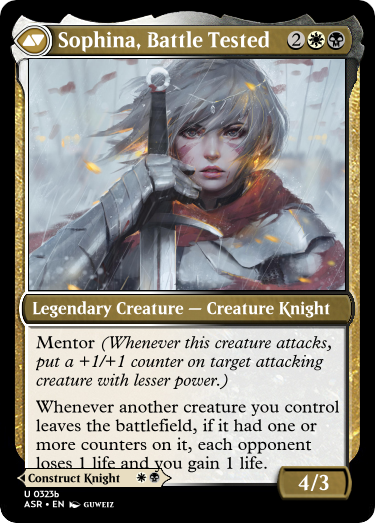 Sophina, Battle Tested 2
Legendary Creature — Creature Knight
Mentor (Whenever this creature attacks,
put a +1/+1 counter on target attacking
creature with lesser power.)
Whenever another creature you control
leaves the battlefield, if it had one or
more counters on it, each opponent
loses 1 life and you gain 1 life.
Construct Knight
4/3
U 0323b
ASR • EN GUWEIZ